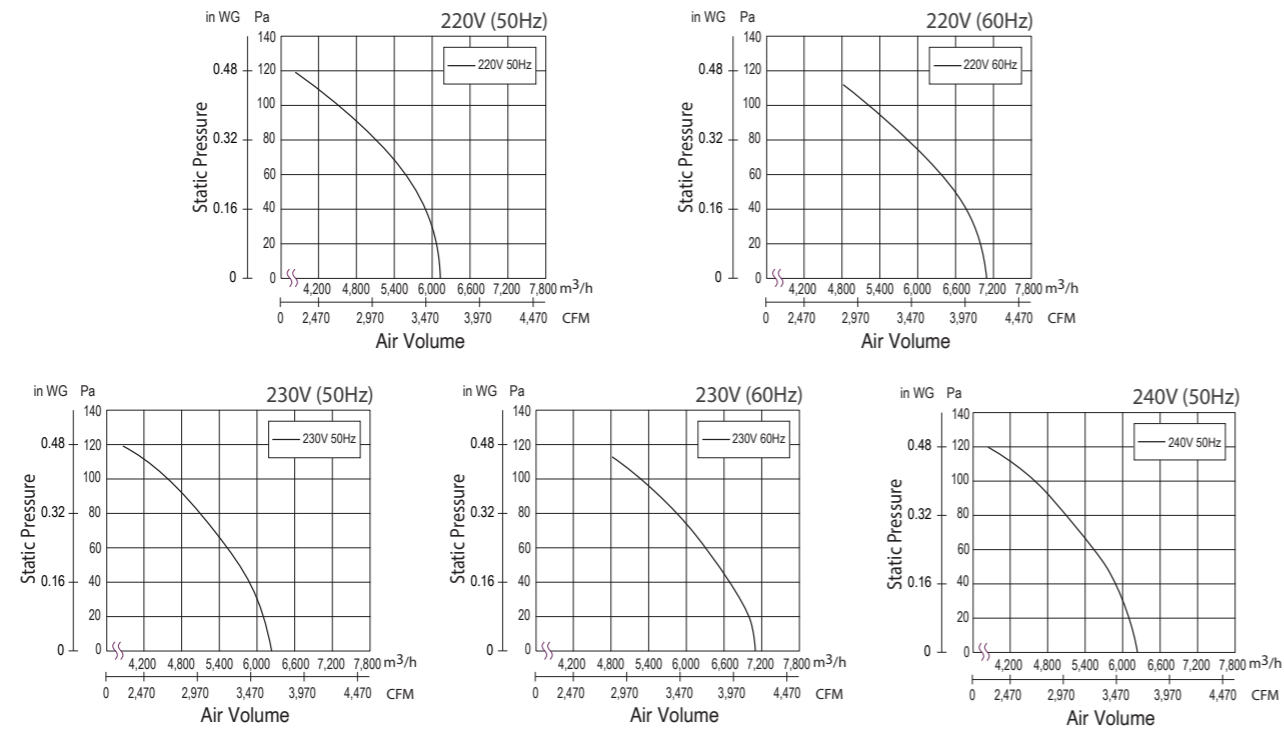 in WG Pa 220V (50Hz)
140
220V 50Hz
0.48 120
100
0.32 80
60
0.16 40
20
0 0
Static Pressure
4,200 4,800 5,400 6,000 6,600 7,200 7,800 m³/h
0 2,470 2,970 3,470 3,970 4,470 CFM
Air Volume
in WG Pa 220V (60Hz)
140
220V 60Hz
0.48 120
100
0.32 80
60
0.16 40
20
0 0
Static Pressure
4,200 4,800 5,400 6,000 6,600 7,200 7,800 m³/h
0 2,470 2,970 3,470 3,970 4,470 CFM
Air Volume
in WG Pa 230V (50Hz)
140
230V 50Hz
0.48 120
100
0.32 80
60
0.16 40
20
0 0
Static Pressure
4,200 4,800 5,400 6,000 6,600 7,200 7,800 m³/h
0 2,470 2,970 3,470 3,970 4,470 CFM
Air Volume
in WG Pa 230V (60Hz)
140
230V 60Hz
0.48 120
100
0.32 80
60
0.16 40
20
0 0
Static Pressure
4,200 4,800 5,400 6,000 6,600 7,200 7,800 m³/h
0 2,470 2,970 3,470 3,970 4,470 CFM
Air Volume
in WG Pa 240V (50Hz)
140
240V 50Hz
0.48 120
100
0.32 80
60
0.16 40
20
0 0
Static Pressure
4,200 4,800 5,400 6,000 6,600 7,200 7,800 m³/h
0 2,470 2,970 3,470 3,970 4,470 CFM
Air Volume